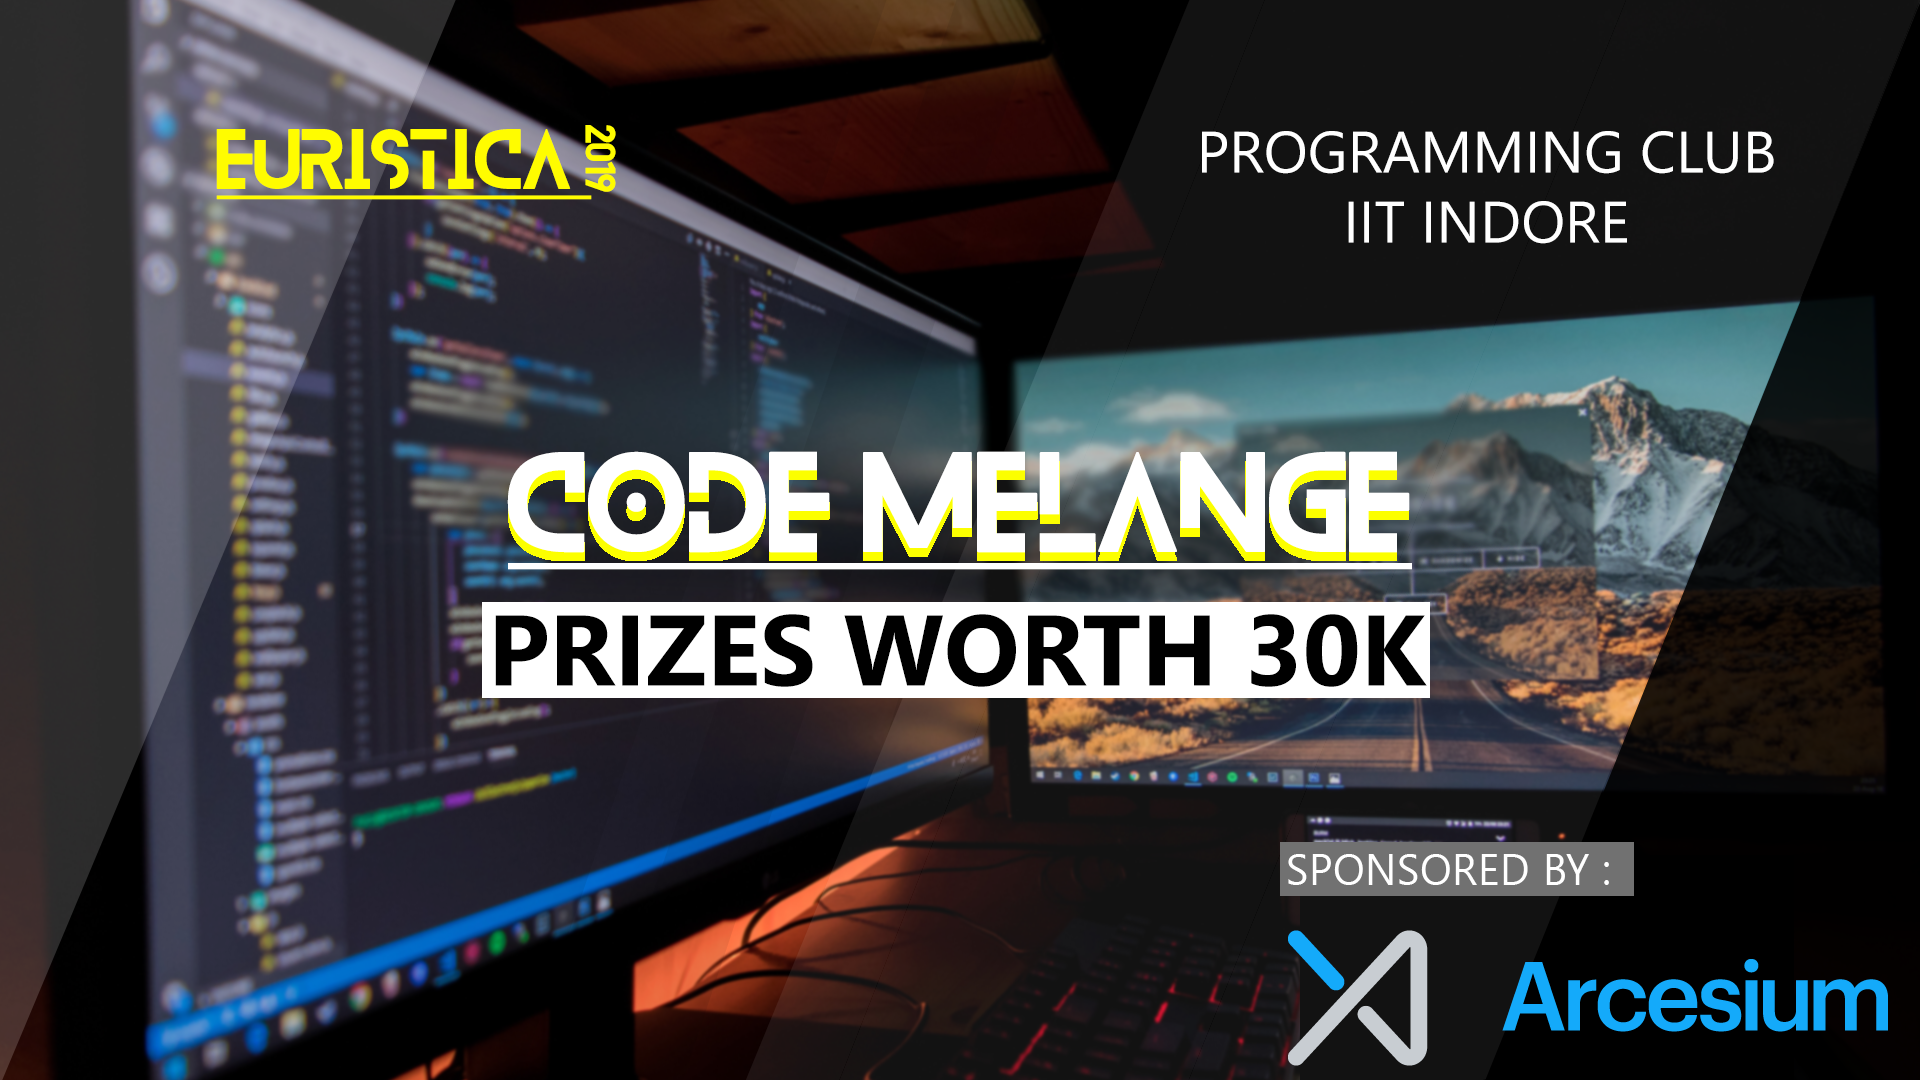 EURISTICA 2019
PROGRAMMING CLUB
IIT INDORE
CODE MELANGE
PRIZES WORTH 30K
SPONSORED BY :
Arcesium